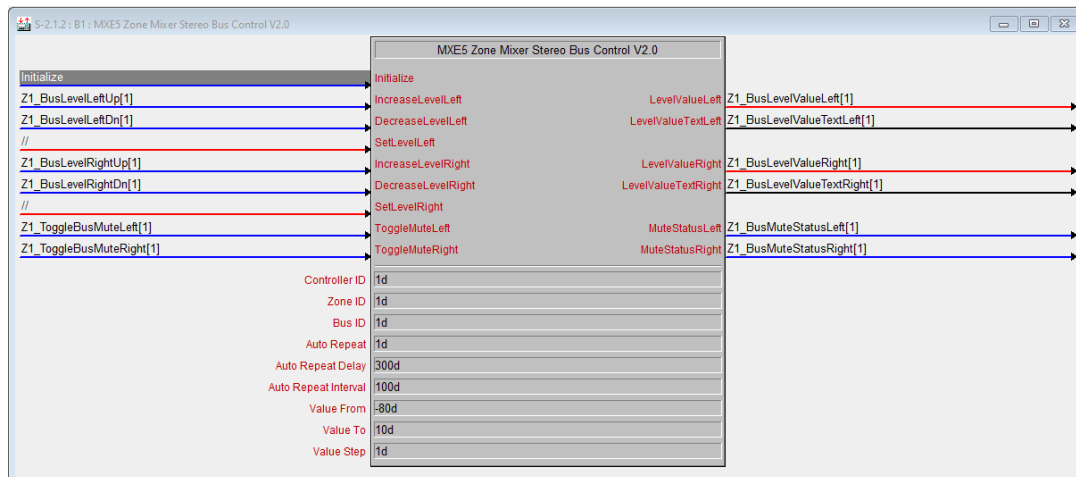 S-2.1.2 : B1 : MXE5 Zone Mixer Stereo Bus Control V2.0
MXE5 Zone Mixer Stereo Bus Control V2.0
Initialize Initialize
Z1_BusLevelLeftUp[1] IncreaseLevelLeft LevelValueLeft Z1_BusLevelValueLeft[1]
Z1_BusLevelLeftDn[1] DecreaseLevelLeft LevelValueTextLeft Z1_BusLevelValueTextLeft[1]
// SetLevelLeft
Z1_BusLevelRightUp[1] IncreaseLevelRight LevelValueRight Z1_BusLevelValueRight[1]
Z1_BusLevelRightDn[1] DecreaseLevelRight LevelValueTextRight Z1_BusLevelValueTextRight[1]
// SetLevelRight
Z1_ToggleBusMuteLeft[1] ToggleMuteLeft MuteStatusLeft Z1_BusMuteStatusLeft[1]
Z1_ToggleBusMuteRight[1] ToggleMuteRight MuteStatusRight Z1_BusMuteStatusRight[1]
Controller ID 1d
Zone ID 1d
Bus ID 1d
Auto Repeat 1d
Auto Repeat Delay 300d
Auto Repeat Interval 100d
Value From -80d
Value To 10d
Value Step 1d